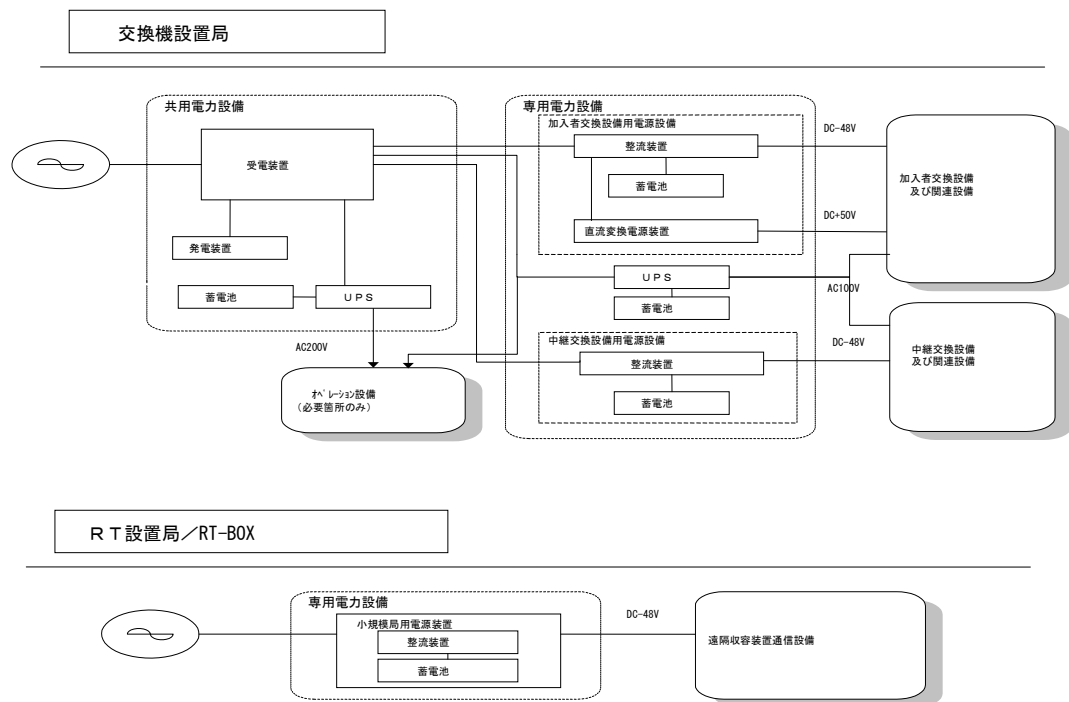 交換機設置局
共用電力設備
専用電力設備
加入者交換設備用電源設備
DC-48V
受電装置
整流装置
蓄電池
加入者交換設備
及び関連設備
DC+50V
発電装置
直流変換電源装置
蓄電池
ＵＰＳ
ＵＰＳ
蓄電池
AC100V
AC200V
中継交換設備用電源設備
DC-48V
整流装置
蓄電池
中継交換設備
及び関連設備
ｵﾍﾟﾚｰｼｮﾝ設備
（必要箇所のみ）
ＲＴ設置局／RT-BOX
専用電力設備
小規模局用電源装置
整流装置
蓄電池
DC-48V
遠隔収容装置通信設備